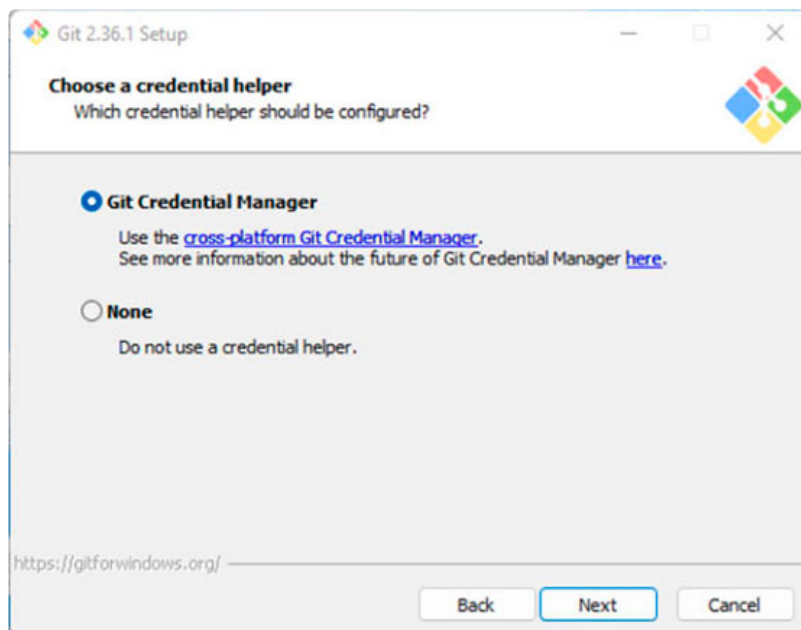 Git 2.36.1 Setup
Choose a credential helper
Which credential helper should be configured?
Git Credential Manager
Use the cross-platform Git Credential Manager.
See more information about the future of Git Credential Manager here.
None
Do not use a credential helper.
https://gitforwindows.org/
Back Next Cancel